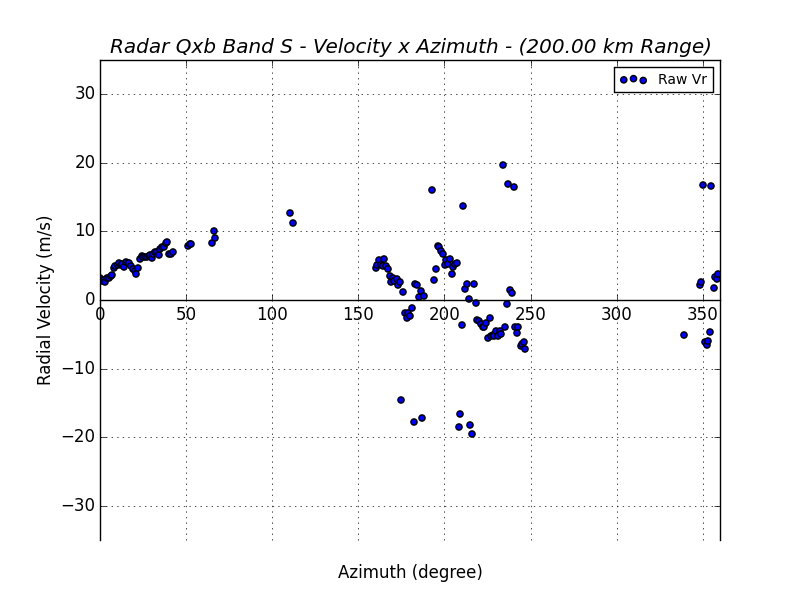 Radar Qxb Band S - Velocity x Azimuth - (200.00 km Range)
Raw Vr
30
20
10
0
−10
−20
−30
0 50 100 150 200 250 300 350
Radial Velocity (m/s)
Azimuth (degree)